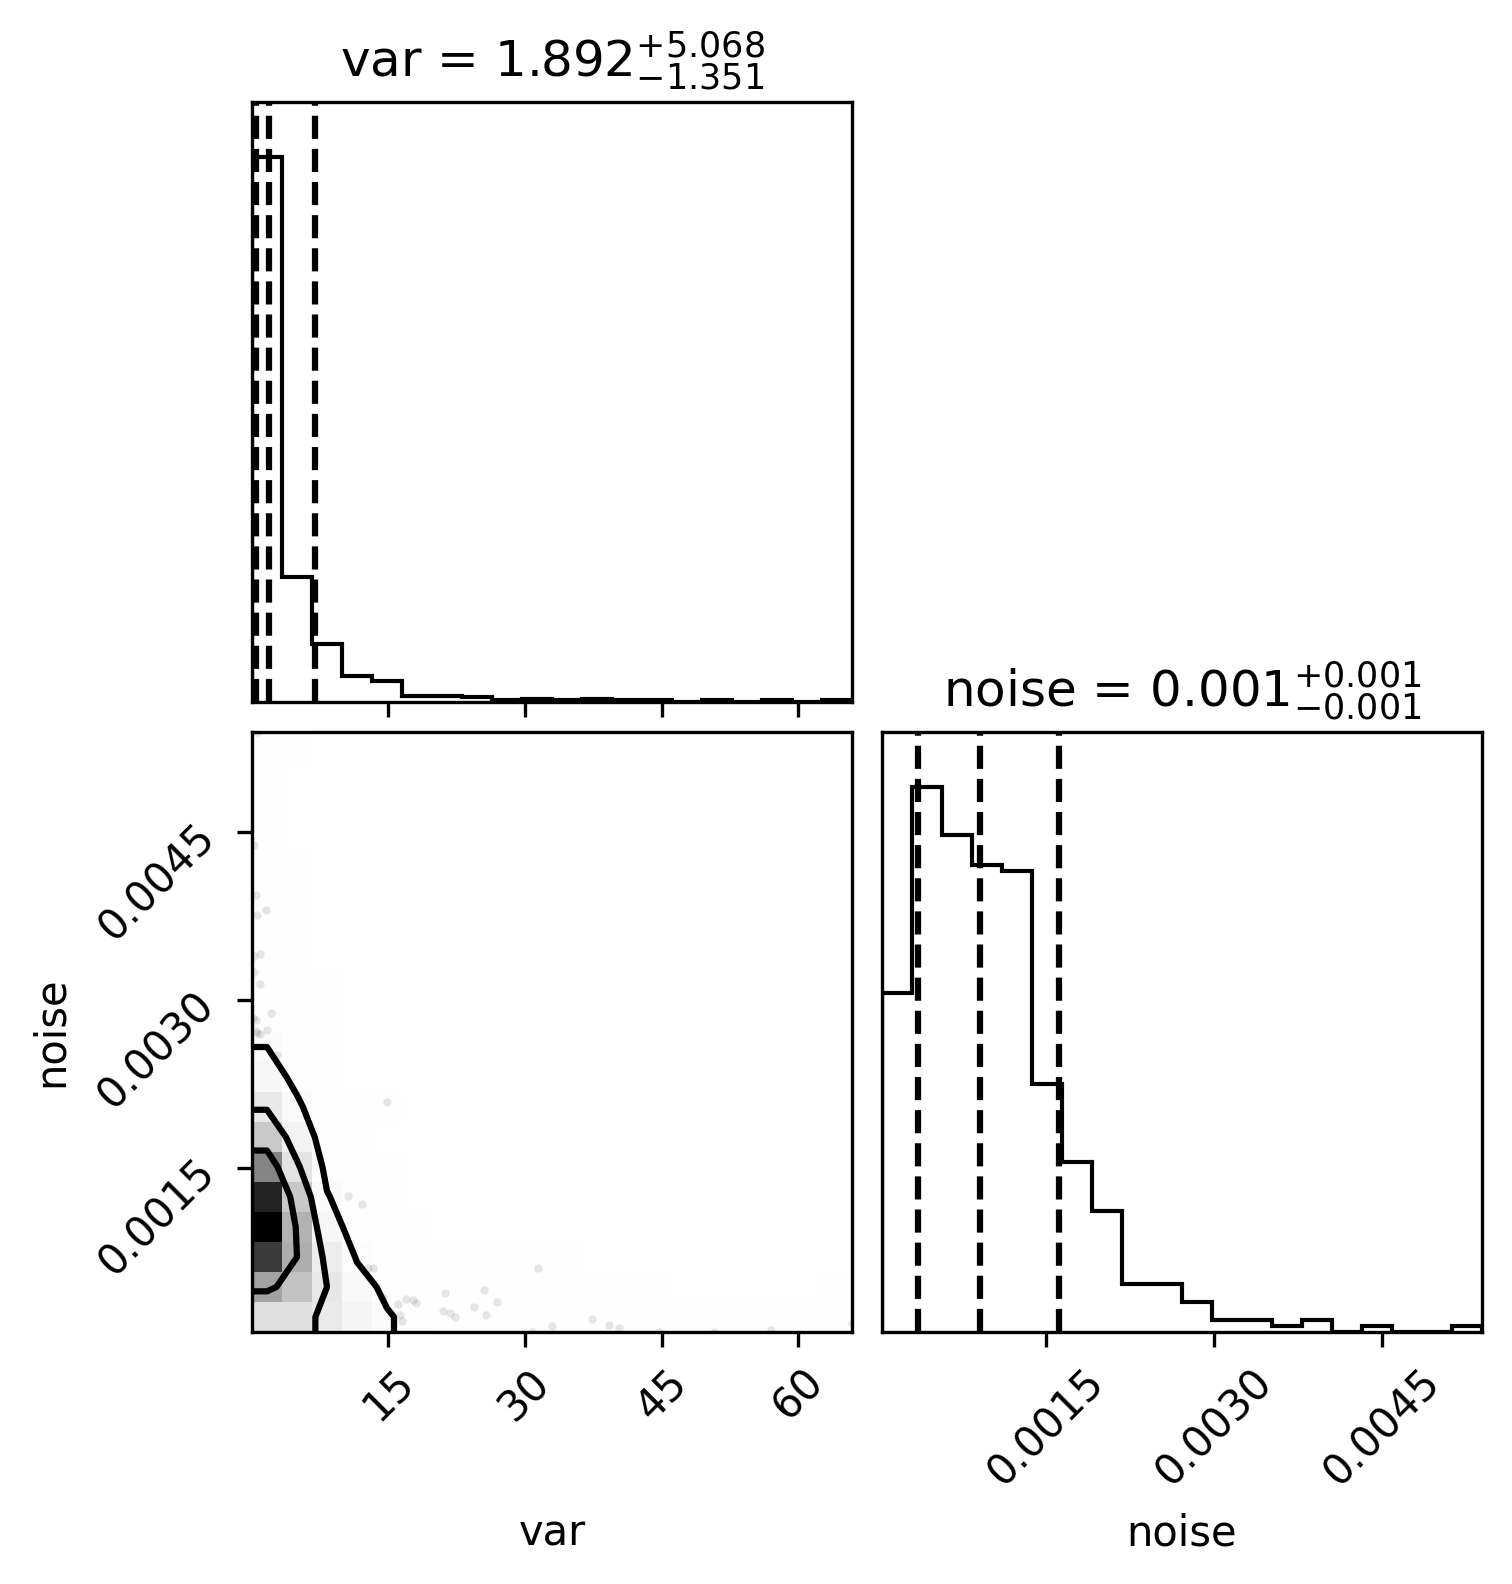 var = 1.892 +5.068 −1.351
noise = 0.001 +0.001 −0.001
0.0045
0.0030
0.0015
noise
15 30 45 60
var
0.0015 0.0030 0.0045
noise